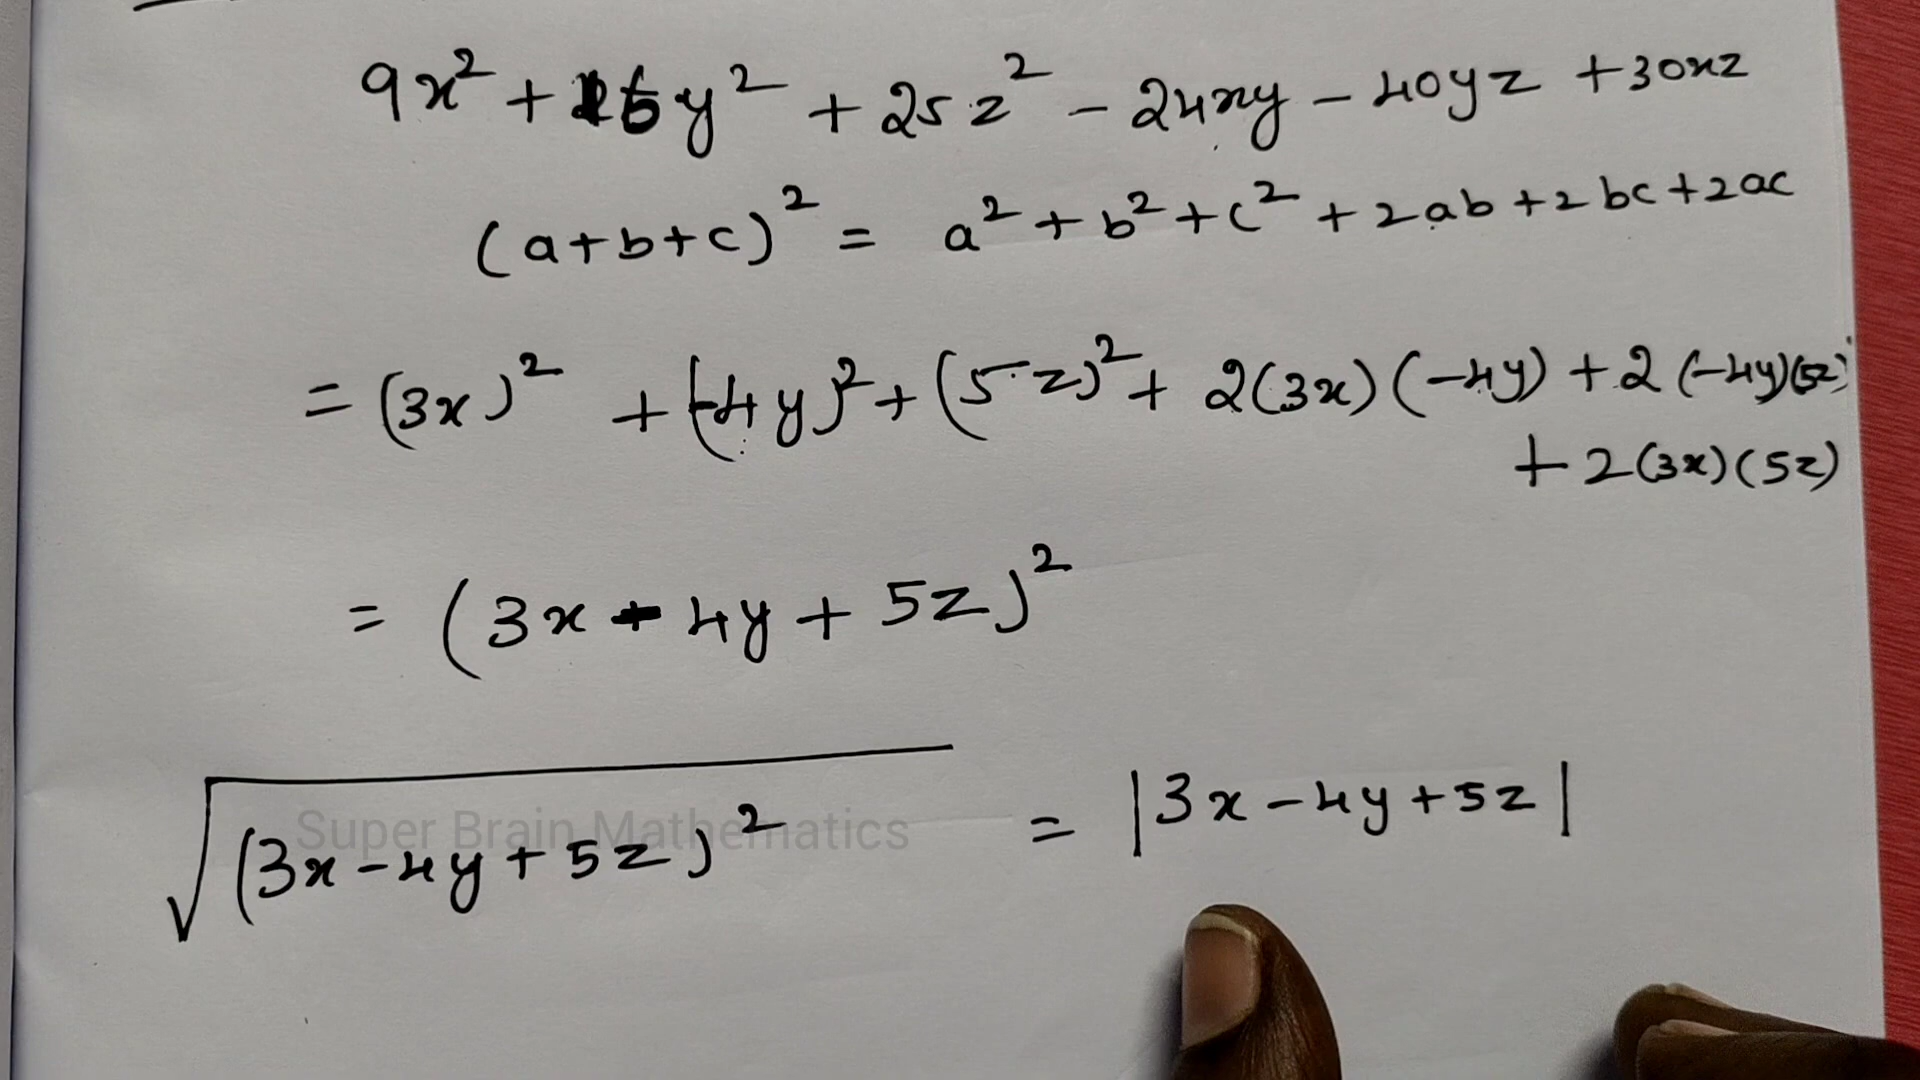 9x² + 16y² + 25z² - 24xy - 40yz + 30xz
(a+b+c)² = a² + b² + c² + 2ab + 2bc + 2ac
= (3x)² + (-4y)² + (5z)² + 2(3x)(-4y) + 2(-4y)(5z)
+ 2(3x)(5z)
= (3x - 4y + 5z)²
√(3x - 4y + 5z)² = |3x - 4y + 5z|
Super Brain Mathematics